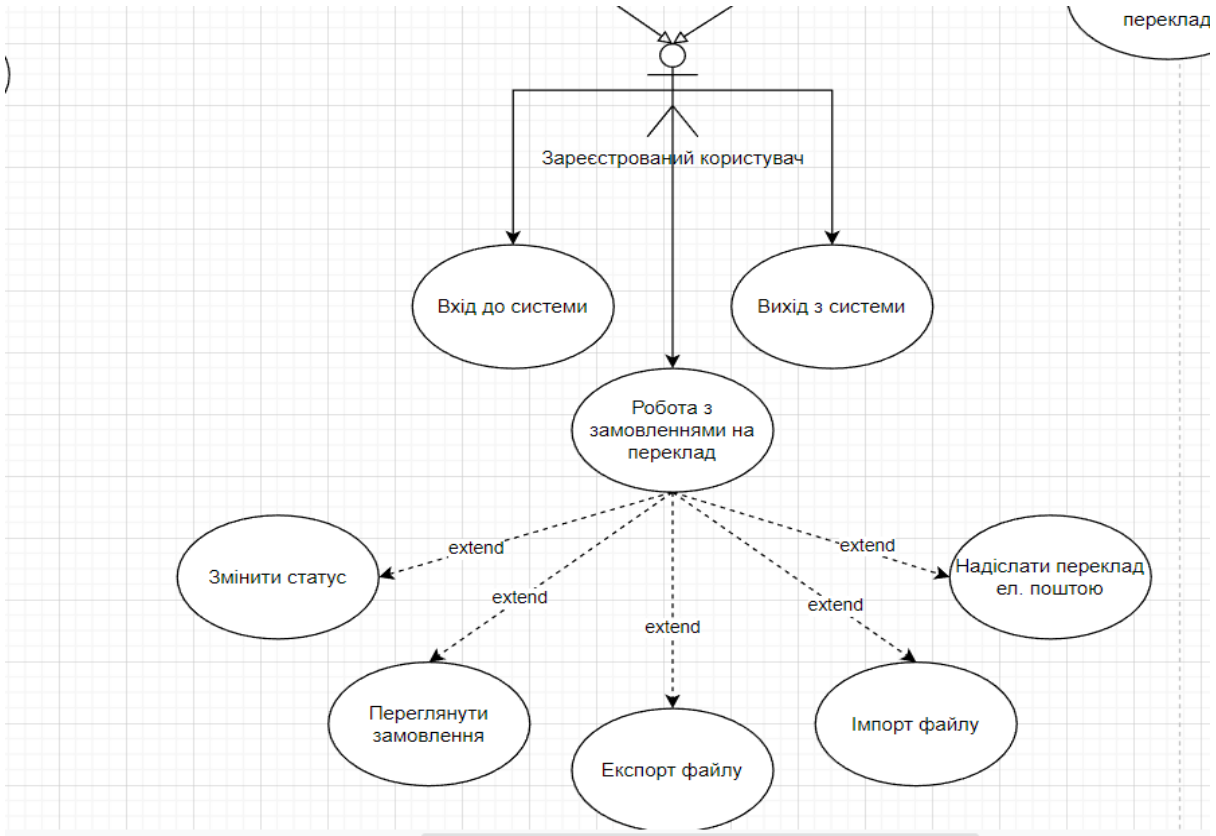 переклад
Зареєстрований користувач
Вхід до системи
Вихід з системи
Робота з
замовленнями на
переклад
extend
extend
extend
extend
extend
Змінити статус
Надіслати переклад
ел. поштою
Переглянути
замовлення
Експорт файлу
Імпорт файлу